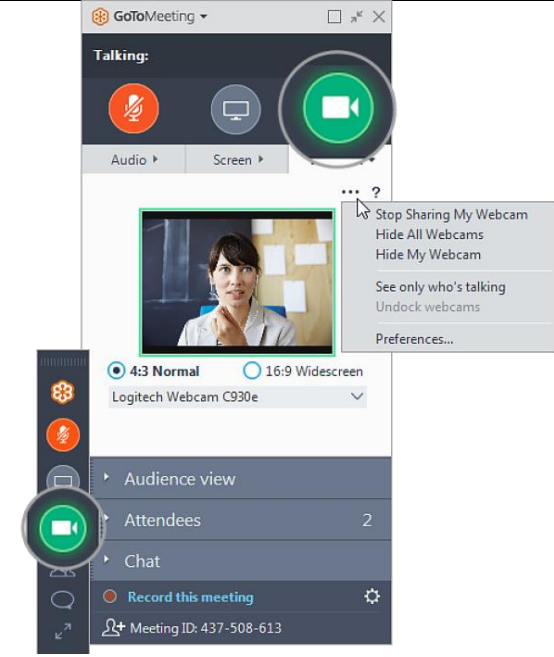 GoToMeeting
Talking:
Audio
Screen
... ?
Stop Sharing My Webcam
Hide All Webcams
Hide My Webcam
See only who's talking
Undock webcams
Preferences...
4:3 Normal
16:9 Widescreen
Logitech Webcam C930e
Audience view
Attendees 2
Chat
Record this meeting
Meeting ID: 437-508-613